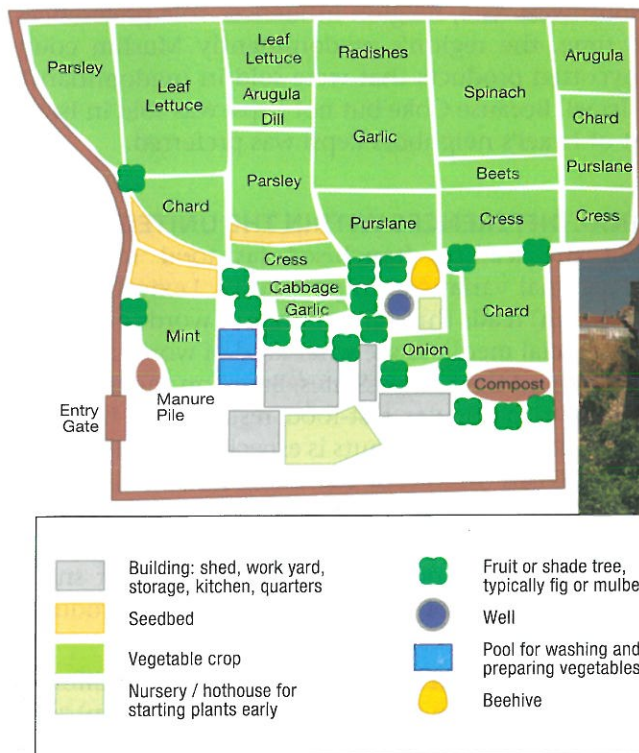 Parsley
Leaf
Lettuce
Leaf
Lettuce
Radishes
Spinach
Arugula
Arugula
Dill
Garlic
Chard
Parsley
Beets
Purslane
Chard
Purslane
Cress
Cress
Cress
Cabbage
Garlic
Chard
Mint
Onion
Compost
Manure
Pile
Entry
Gate
Building: shed, work yard,
storage, kitchen, quarters
Seedbed
Vegetable crop
Nursery / hothouse for
starting plants early
Fruit or shade tree,
typically fig or mulbe
Well
Pool for washing and
preparing vegetables
Beehive